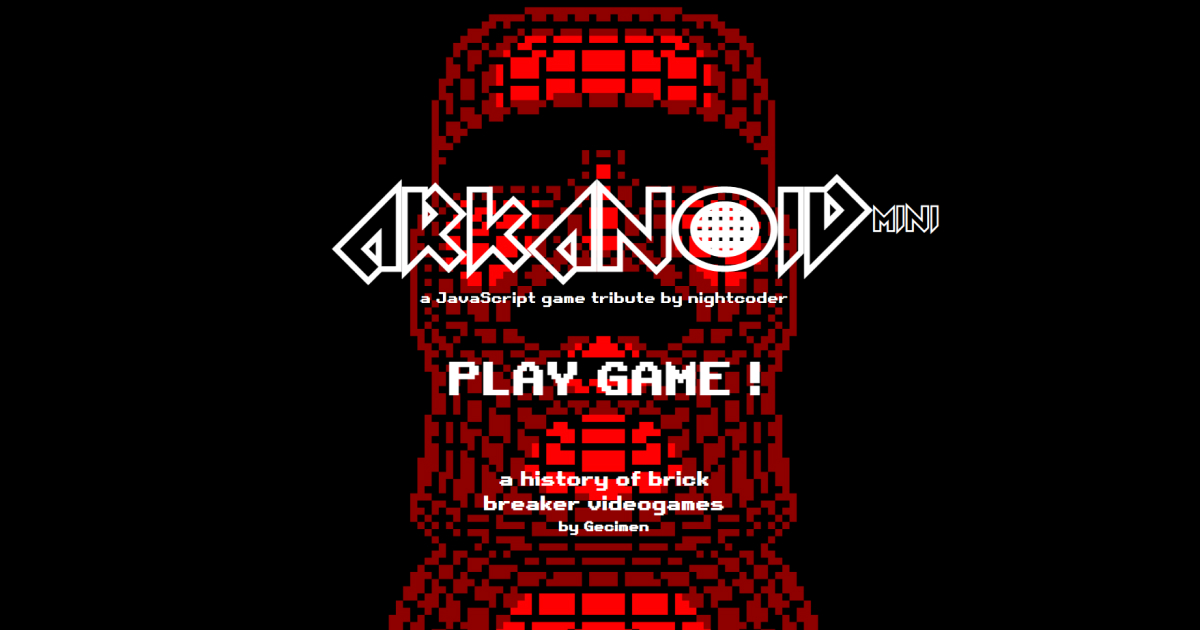 ARKANOID MINI
a JavaScript game tribute by nightcoder
PLAY GAME !
a history of brick
breaker videogames
by Gecimen